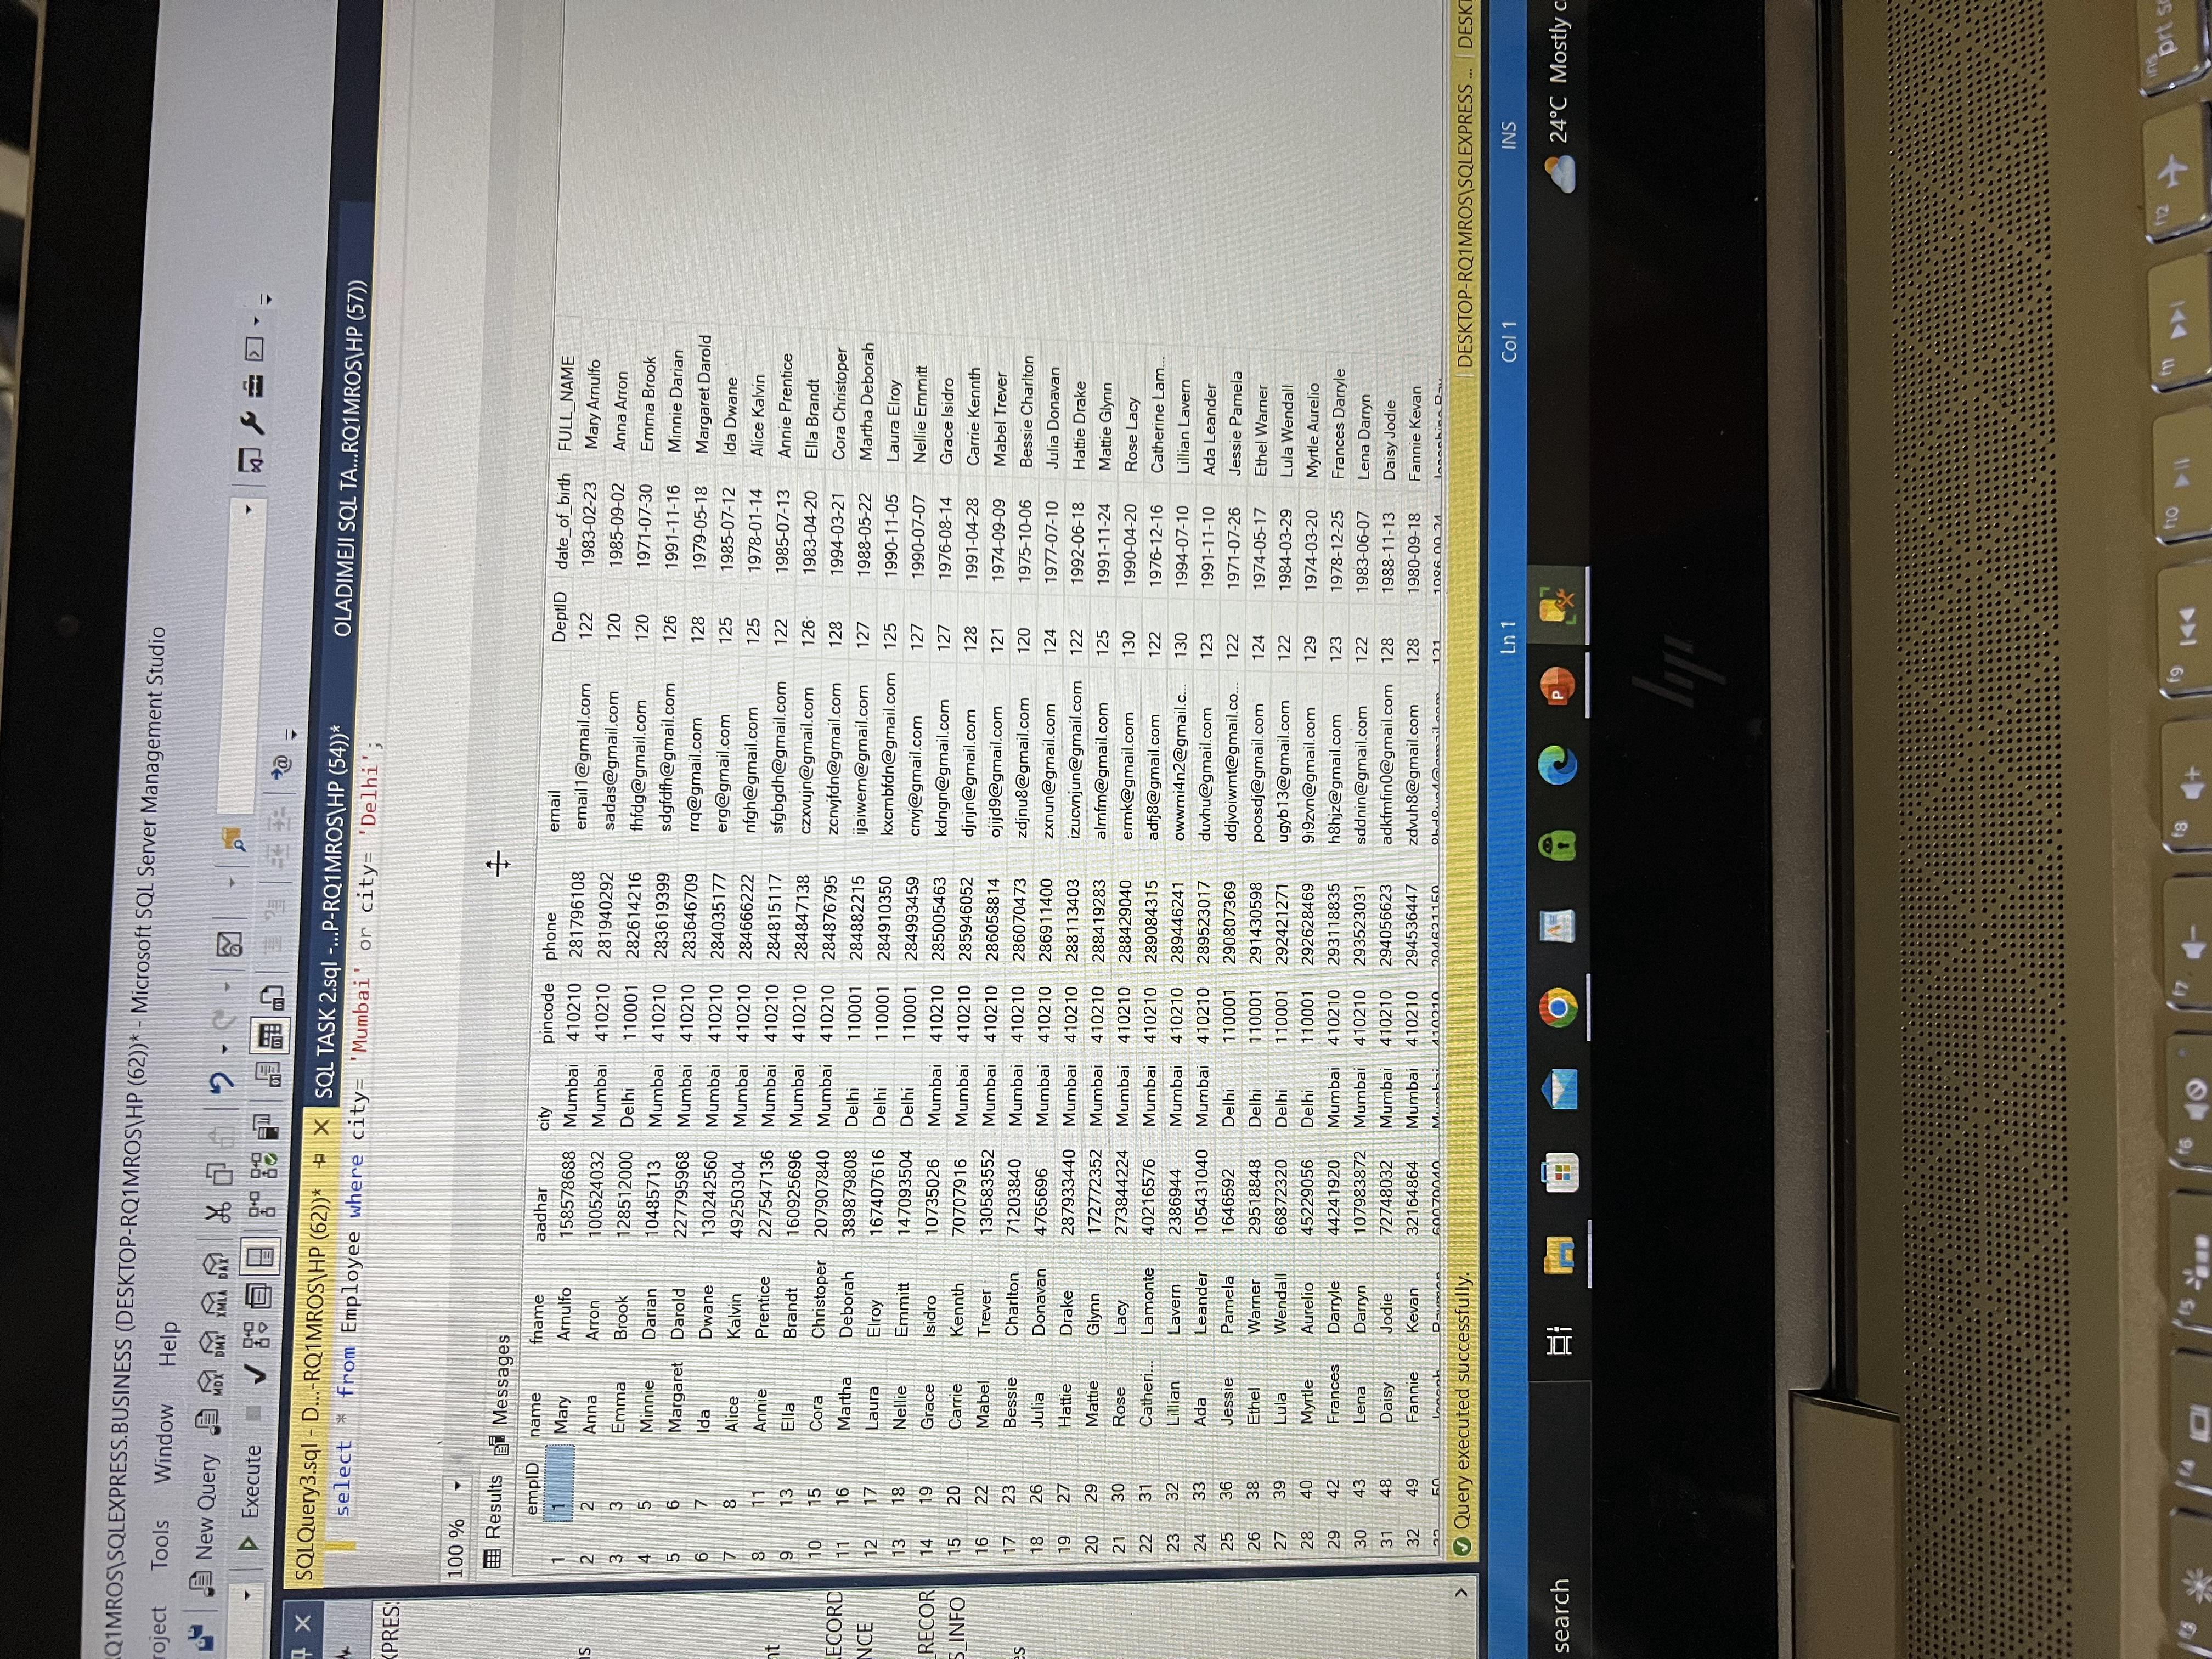 RQ1MROS\SQLEXPRESS.BUSINESS (DESKTOP-RQ1MROS\HP (62))* - Microsoft SQL Server Management Studio
roject Tools Window Help
New Query MDX DMX XMLA DAX
Execute
SQLQuery3.sql - D...-RQ1MROS\HP (62))* SQL TASK 2.sql -...P-RQ1MROS\HP (54))* OLADIMEJI SQL TA...RQ1MROS\HP (57))
select * from Employee where city= 'Mumbai' or city= 'Delhi';
XPRES
100 %
Results Messages
empID name fname aadhar city pincode phone email DeptID date_of_birth FULL_NAME
1 1 Mary Arnulfo 158578688 Mumbai 410210 281796108 email1@gmail.com 122 1983-02-23 Mary Arnulfo
2 2 Anna Arron 100524032 Mumbai 410210 281940292 sadas@gmail.com 120 1985-09-02 Anna Arron
3 3 Emma Brook 128512000 Delhi 110001 282614216 fhfdg@gmail.com 120 1971-07-30 Emma Brook
4 5 Minnie Darian 10485713 Mumbai 410210 283619399 sdgfdfh@gmail.com 126 1991-11-16 Minnie Darian
5 6 Margaret Darold 227795968 Mumbai 410210 283646709 rrq@gmail.com 128 1979-05-18 Margaret Darold
6 7 Ida Dwane 130242560 Mumbai 410210 284035177 erg@gmail.com 125 1985-07-12 Ida Dwane
7 8 Alice Kalvin 49250304 Mumbai 410210 284666222 nfgh@gmail.com 125 1978-01-14 Alice Kalvin
8 11 Annie Prentice 227547136 Mumbai 410210 284815117 sfgbgdh@gmail.com 122 1985-07-13 Annie Prentice
9 13 Ella Brandt 160925696 Mumbai 410210 284847138 czxvujn@gmail.com 126 1983-04-20 Ella Brandt
10 15 Cora Christoper 207907840 Mumbai 410210 284876795 zcnvjfdn@gmail.com 128 1994-03-21 Cora Christoper
11 16 Martha Deborah 389879808 Delhi 110001 284882215 ijaiwem@gmail.com 127 1988-05-22 Martha Deborah
12 17 Laura Elroy 167407616 Delhi 110001 284910350 kxcmbfdn@gmail.com 125 1990-11-05 Laura Elroy
13 18 Nellie Emmitt 147093504 Delhi 110001 284993459 cnvj@gmail.com 127 1990-07-07 Nellie Emmitt
14 19 Grace Isidro 10735026 Mumbai 410210 285005463 kdngn@gmail.com 127 1976-08-14 Grace Isidro
15 20 Carrie Kennth 70707916 Mumbai 410210 285946052 djnjn@gmail.com 128 1991-04-28 Carrie Kennth
16 22 Mabel Trever 130583552 Mumbai 410210 286058814 ojijd9@gmail.com 121 1974-09-09 Mabel Trever
17 23 Bessie Charlton 71203840 Mumbai 410210 286070473 zdjnu8@gmail.com 120 1975-10-06 Bessie Charlton
18 26 Julia Donavan 4765696 Mumbai 410210 286911400 zxnun@gmail.com 124 1977-07-10 Julia Donavan
19 27 Hattie Drake 287933440 Mumbai 410210 288113403 izucvnjun@gmail.com 122 1992-06-18 Hattie Drake
20 29 Mattie Glynn 172772352 Mumbai 410210 288419283 almfm@gmail.com 125 1991-11-24 Mattie Glynn
21 30 Rose Lacy 273844224 Mumbai 410210 288429040 ermk@gmail.com 130 1990-04-20 Rose Lacy
22 31 Catheri... Lamonte 40216576 Mumbai 410210 289084315 adfj8@gmail.com 122 1976-12-16 Catherine Lam...
23 32 Lillian Lavern 2386944 Mumbai 410210 289446241 owwmi4n2@gmail.c... 130 1994-07-10 Lillian Lavern
24 33 Ada Leander 105431040 Mumbai 410210 289523017 duvhu@gmail.com 123 1991-11-10 Ada Leander
25 36 Jessie Pamela 1646592 Delhi 110001 290807369 ddjvoiwmt@gmail.co... 122 1971-07-26 Jessie Pamela
26 38 Ethel Warner 29518848 Delhi 110001 291430598 poosdj@gmail.com 124 1974-05-17 Ethel Warner
27 39 Lula Wendall 66872320 Delhi 110001 292421271 ugyb13@gmail.com 122 1984-03-29 Lula Wendall
28 40 Myrtle Aurelio 45229056 Delhi 110001 292628469 9i9zvn@gmail.com 129 1974-03-20 Myrtle Aurelio
29 42 Frances Darryle 44241920 Mumbai 410210 293118835 h8hjz@gmail.com 123 1978-12-25 Frances Darryle
30 43 Lena Darryn 107983872 Mumbai 410210 293523031 sddnin@gmail.com 122 1983-06-07 Lena Darryn
31 48 Daisy Jodie 72748032 Mumbai 410210 294056623 adkfmfin0@gmail.com 128 1988-11-13 Daisy Jodie
32 49 Fannie Kevan 32164864 Mumbai 410210 294536447 zdvuh8@gmail.com 128 1980-09-18 Fannie Kevan
ECORD
NCE
_RECOR
S_INFO
Query executed successfully. DESKTOP-RQ1MROS\SQLEXPRESS ... DESKT
Ln 1 Col 1 INS
search 24°C Mostly c
hp
f3 f4 f5 f6 f7 f8 f9 f10 f11 f12 ins prt s